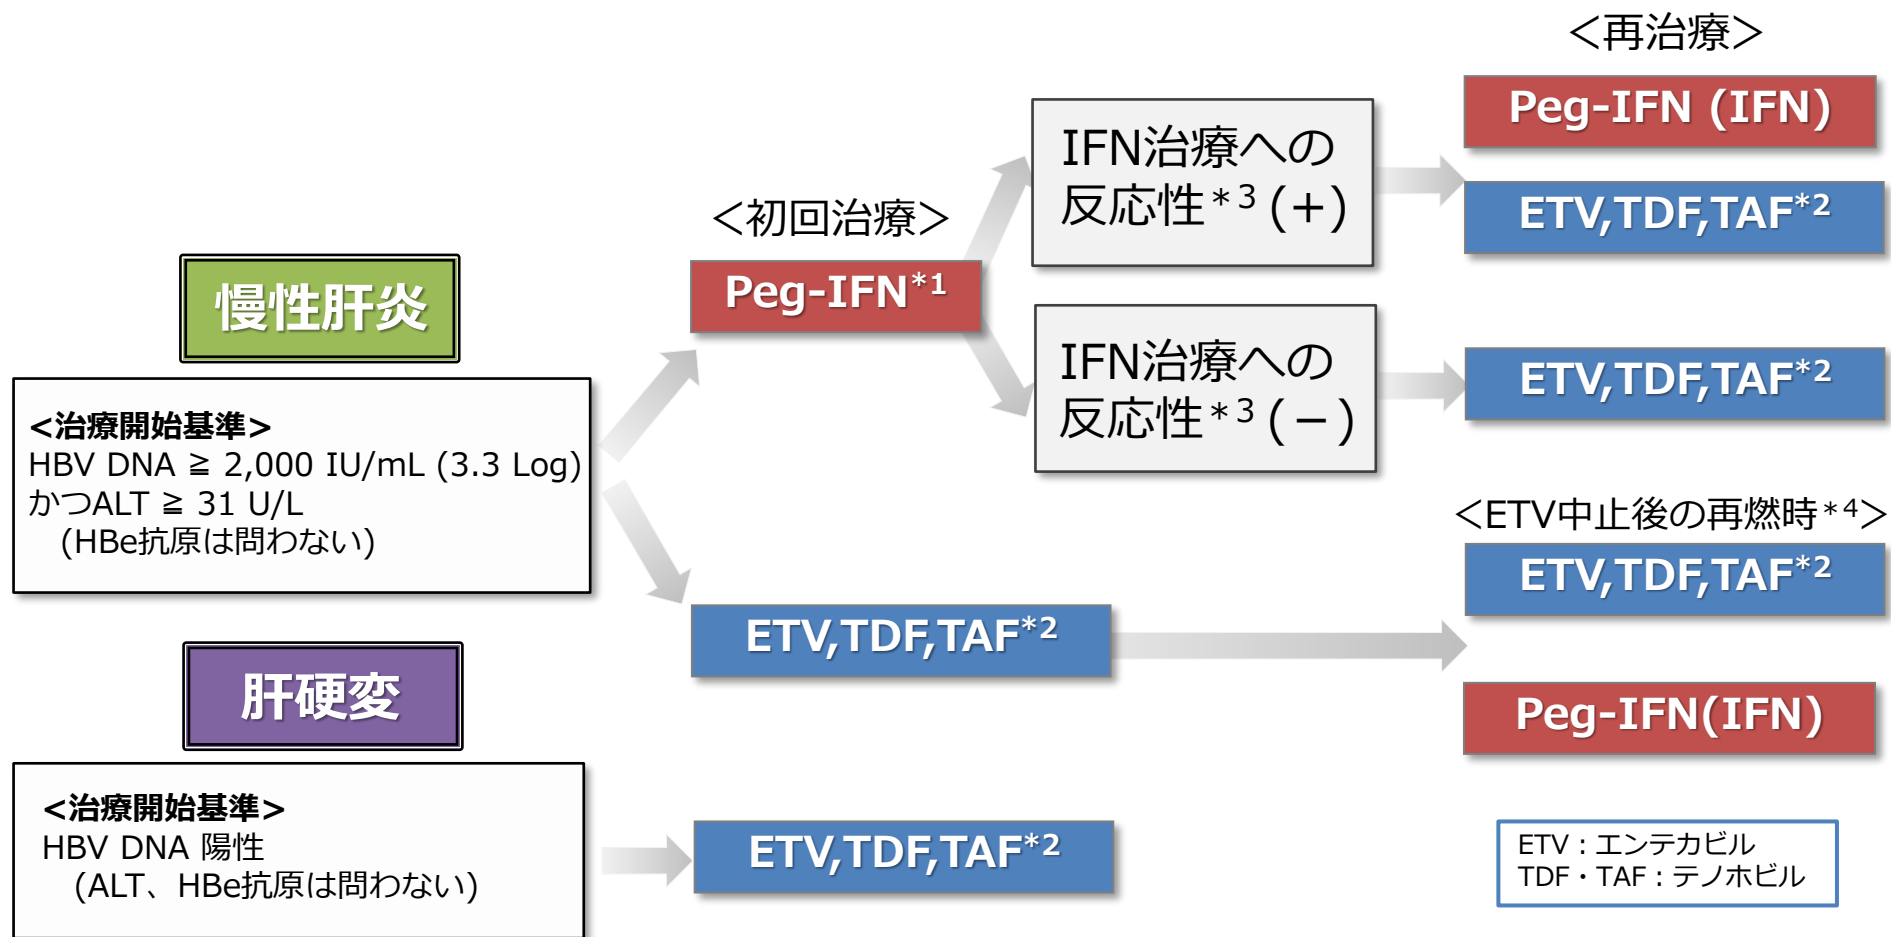 ＜再治療＞
Peg-IFN (IFN)
IFN治療への
反応性*3 (+)
ETV,TDF,TAF*2
＜初回治療＞
Peg-IFN*1
慢性肝炎
IFN治療への
反応性*3 (－)
ETV,TDF,TAF*2
<治療開始基準>
HBV DNA ≧ 2,000 IU/mL (3.3 Log)
かつALT ≧ 31 U/L
(HBe抗原は問わない)
＜ETV中止後の再燃時*4＞
ETV,TDF,TAF*2
ETV,TDF,TAF*2
Peg-IFN(IFN)
肝硬変
<治療開始基準>
HBV DNA 陽性
(ALT、HBe抗原は問わない)
ETV,TDF,TAF*2
ETV：エンテカビル
TDF・TAF：テノホビル